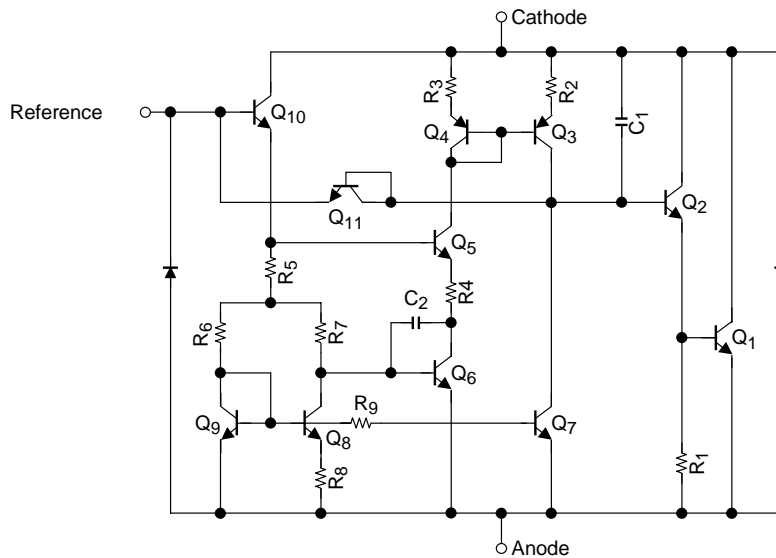 Cathode
R3
R2
Reference
Q10
Q4
Q3
C1
Q11
Q2
Q5
R5
R4
C2
R6
R7
Q1
Q6
R9
Q9
Q8
Q7
R8
R1
Anode